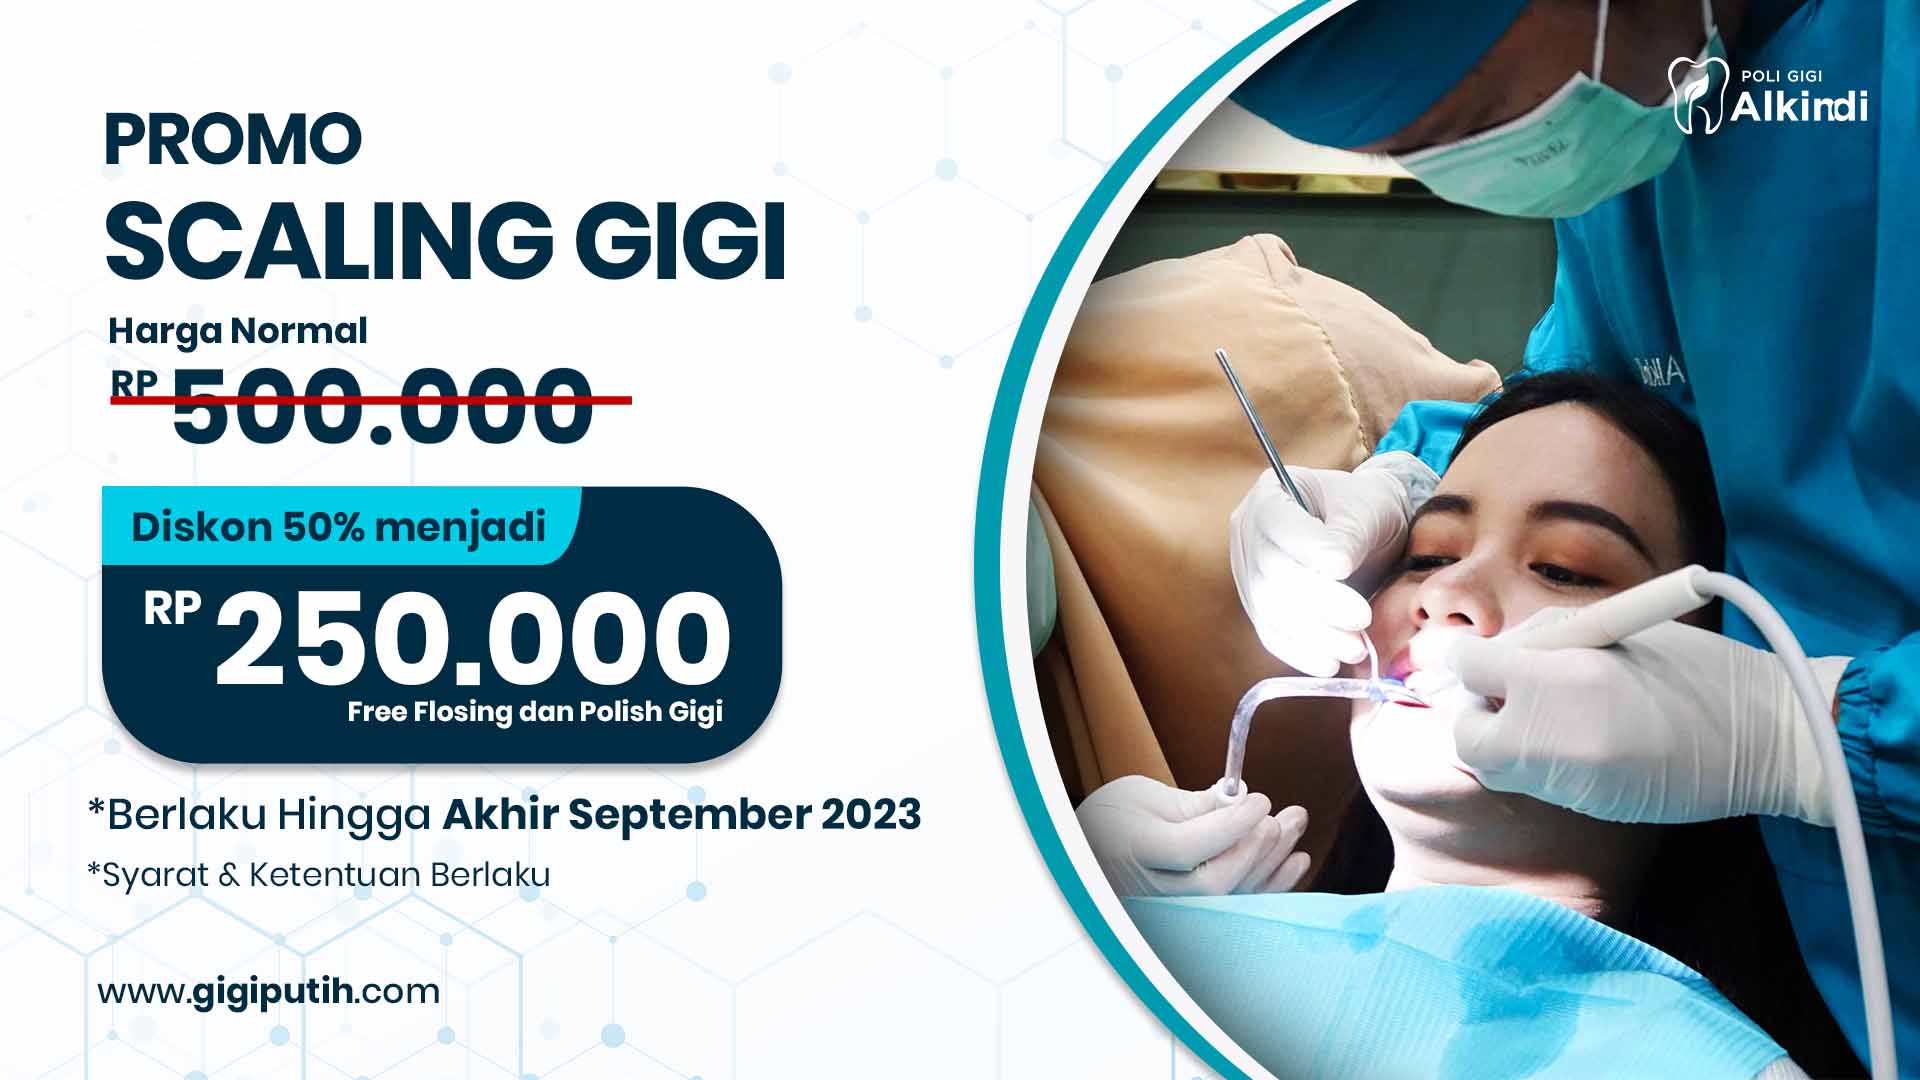 POLI GIGI
Alkindi
PROMO
SCALING GIGI
Harga Normal
RP 500.000
Diskon 50% menjadi
RP 250.000
Free Flosing dan Polish Gigi
*Berlaku Hingga Akhir September 2023
*Syarat & Ketentuan Berlaku
www.gigiputih.com